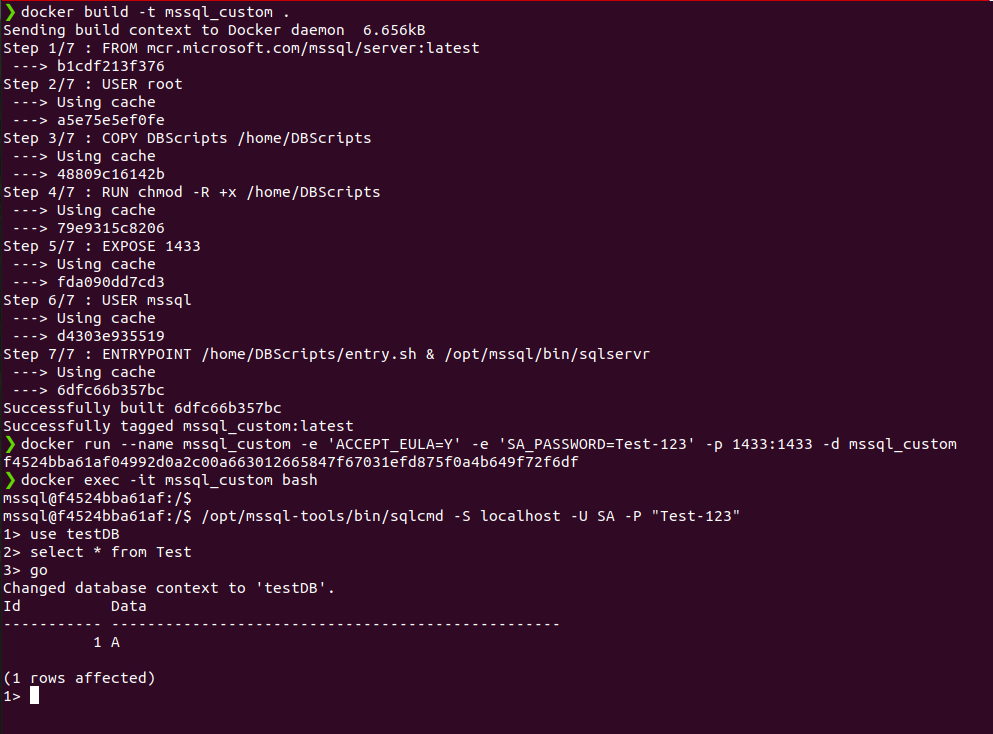 ❯ docker build -t mssql_custom .
Sending build context to Docker daemon  6.656kB
Step 1/7 : FROM mcr.microsoft.com/mssql/server:latest
 ---> b1cdf213f376
Step 2/7 : USER root
 ---> Using cache
 ---> a5e75e5ef0fe
Step 3/7 : COPY DBScripts /home/DBScripts
 ---> Using cache
 ---> 48809c16142b
Step 4/7 : RUN chmod -R +x /home/DBScripts
 ---> Using cache
 ---> 79e9315c8206
Step 5/7 : EXPOSE 1433
 ---> Using cache
 ---> fda090dd7cd3
Step 6/7 : USER mssql
 ---> Using cache
 ---> d4303e935519
Step 7/7 : ENTRYPOINT /home/DBScripts/entry.sh & /opt/mssql/bin/sqlservr
 ---> Using cache
 ---> 6dfc66b357bc
Successfully built 6dfc66b357bc
Successfully tagged mssql_custom:latest
❯ docker run --name mssql_custom -e 'ACCEPT_EULA=Y' -e 'SA_PASSWORD=Test-123' -p 1433:1433 -d mssql_custom
f4524bba61af04992d0a2c00a663012665847f67031efd875f0a4b649f72f6df
❯ docker exec -it mssql_custom bash
mssql@f4524bba61af:/$
mssql@f4524bba61af:/$ /opt/mssql-tools/bin/sqlcmd -S localhost -U SA -P "Test-123"
1> use testDB
2> select * from Test
3> go
Changed database context to 'testDB'.
Id          Data
----------- --------------------------------------------------
          1 A

(1 rows affected)
1>